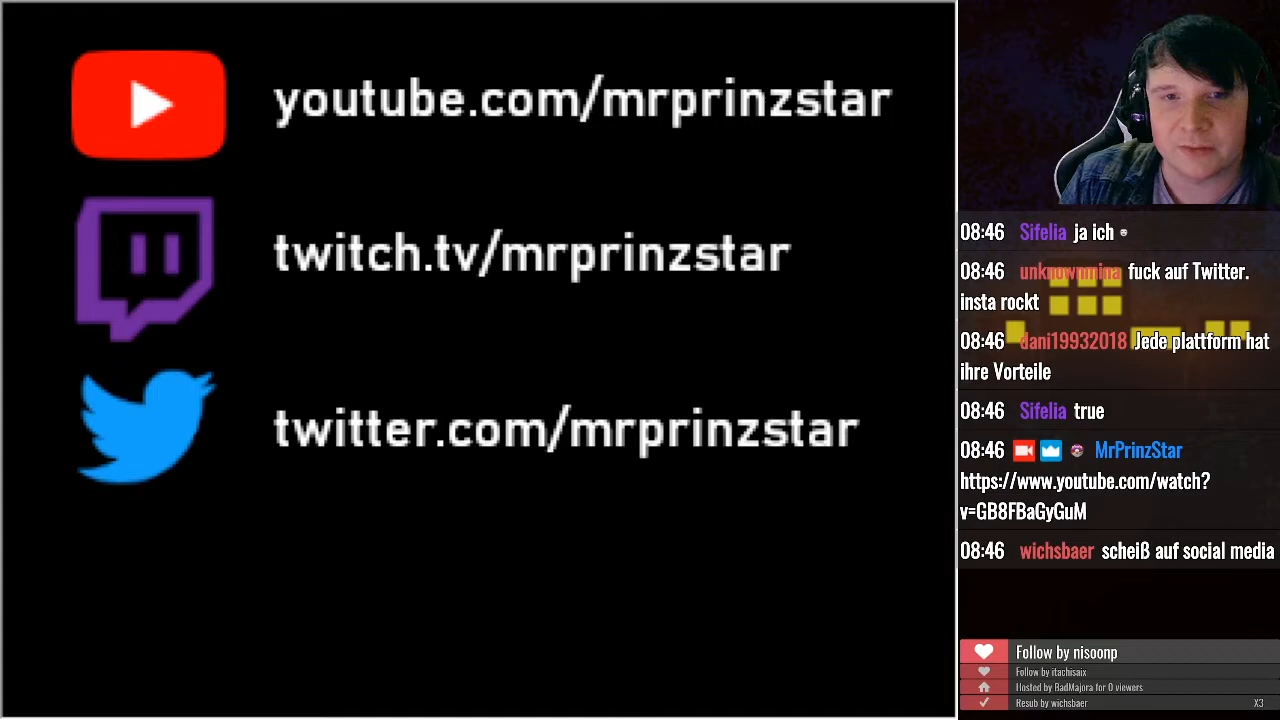 youtube.com/mrprinzstar
twitch.tv/mrprinzstar
twitter.com/mrprinzstar
08:46 Sifelia ja ich
08:46 unknownmina fuck auf Twitter.
insta rockt
08:46 dani19932018 Jede plattform hat
ihre Vorteile
08:46 Sifelia true
08:46 MrPrinzStar
https://www.youtube.com/watch?
v=GB8FBaGyGuM
08:46 wichsbaer scheiß auf social media
Follow by nisoonp
Follow by itachisaix
Hosted by BadMajora for 0 viewers
Resub by wichsbaer X3